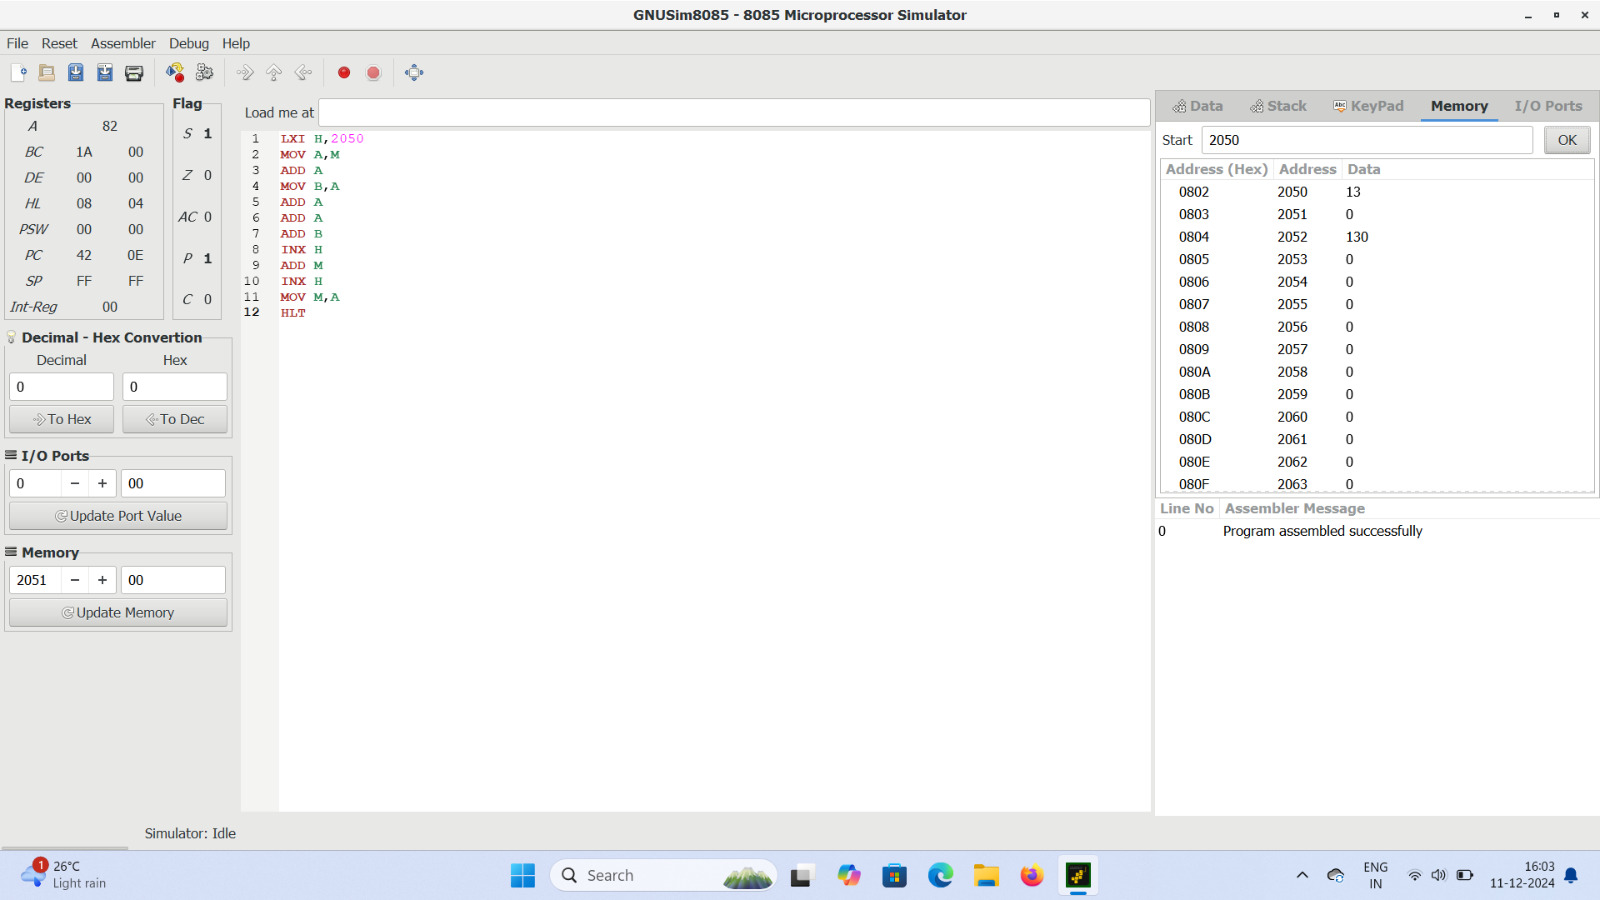 GNUSim8085 - 8085 Microprocessor Simulator
File Reset Assembler Debug Help
Registers
A 82
BC 1A 00
DE 00 00
HL 08 04
PSW 00 00
PC 42 0E
SP FF FF
Int-Reg 00
Flag
S 1
Z 0
AC 0
P 1
C 0
Decimal - Hex Convertion
Decimal Hex
0 0
To Hex To Dec
I/O Ports
0 − + 00
Update Port Value
Memory
2051 − + 00
Update Memory
Load me at
1 LXI H,2050
2 MOV A,M
3 ADD A
4 MOV B,A
5 ADD A
6 ADD A
7 ADD B
8 INX H
9 ADD M
10 INX H
11 MOV M,A
12 HLT
Data Stack Abc KeyPad Memory I/O Ports
Start 2050 OK
Address (Hex) Address Data
0802 2050 13
0803 2051 0
0804 2052 130
0805 2053 0
0806 2054 0
0807 2055 0
0808 2056 0
0809 2057 0
080A 2058 0
080B 2059 0
080C 2060 0
080D 2061 0
080E 2062 0
080F 2063 0
Line No Assembler Message
0 Program assembled successfully
Simulator: Idle
1
26°C
Light rain
Search
ENG
IN
16:03
11-12-2024